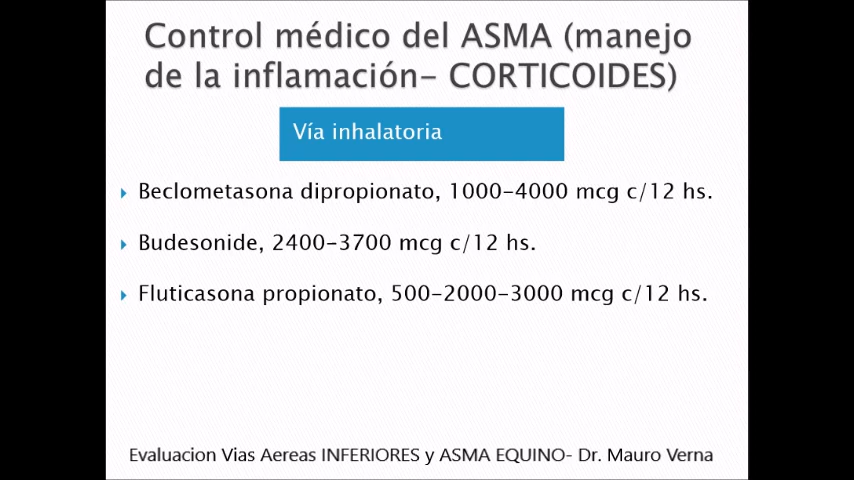 Control médico del ASMA (manejo
de la inflamación- CORTICOIDES)
Vía inhalatoria
Beclometasona dipropionato, 1000-4000 mcg c/12 hs.
Budesonide, 2400-3700 mcg c/12 hs.
Fluticasona propionato, 500-2000-3000 mcg c/12 hs.
Evaluacion Vias Aereas INFERIORES y ASMA EQUINO- Dr. Mauro Verna